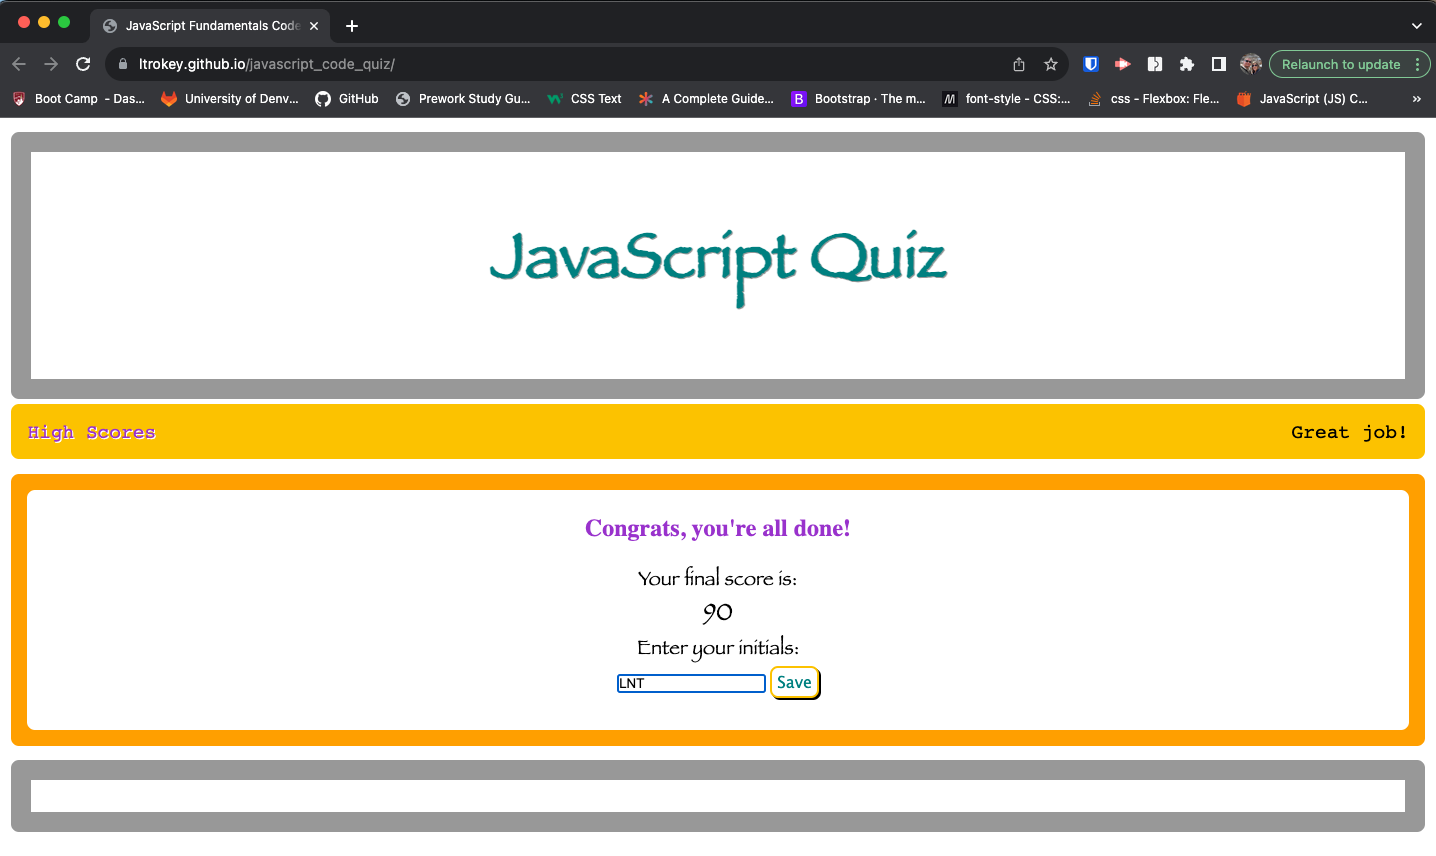 JavaScript Fundamentals Code
ltrokey.github.io/javascript_code_quiz/
Relaunch to update
Boot Camp - Das... University of Denv... GitHub Prework Study Gu... CSS Text A Complete Guide... B Bootstrap · The m... M font-style - CSS:... css - Flexbox: Fle... JavaScript (JS) C... »
JavaScript Quiz
High Scores Great job!
Congrats, you're all done!
Your final score is:
90
Enter your initials:
LNT Save